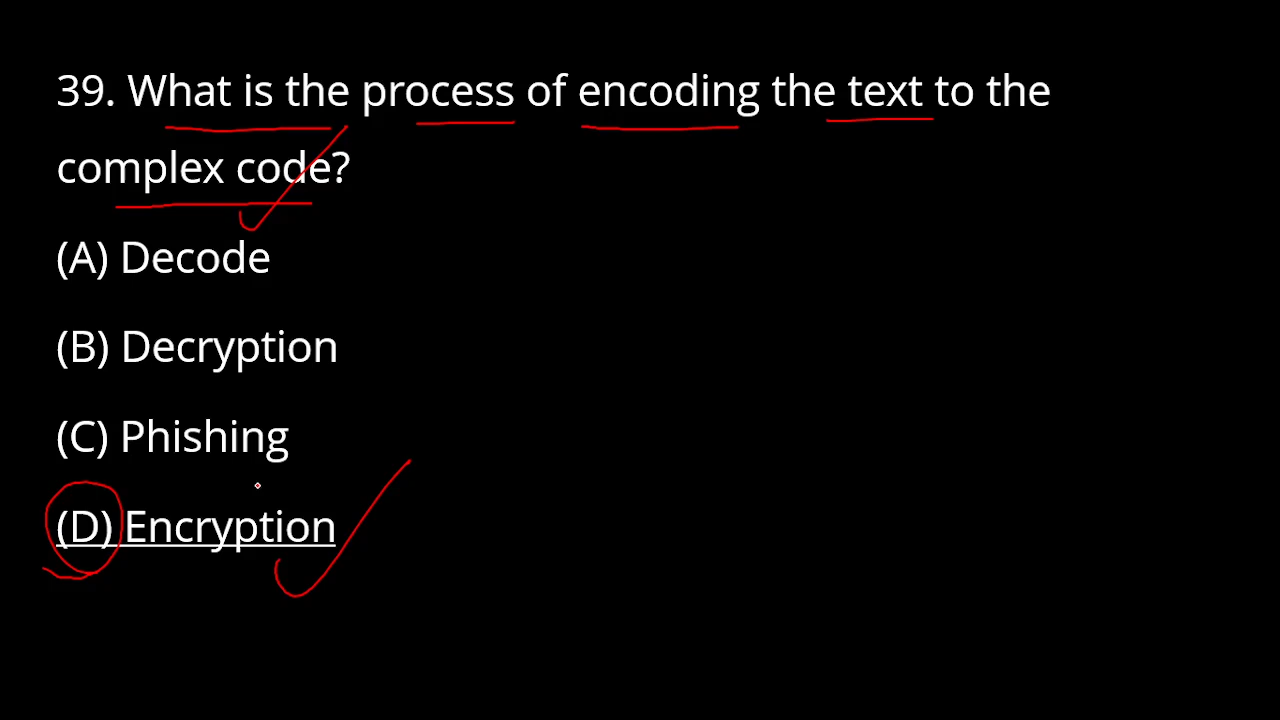 39. What is the process of encoding the text to the
complex code?
(A) Decode
(B) Decryption
(C) Phishing
(D) Encryption